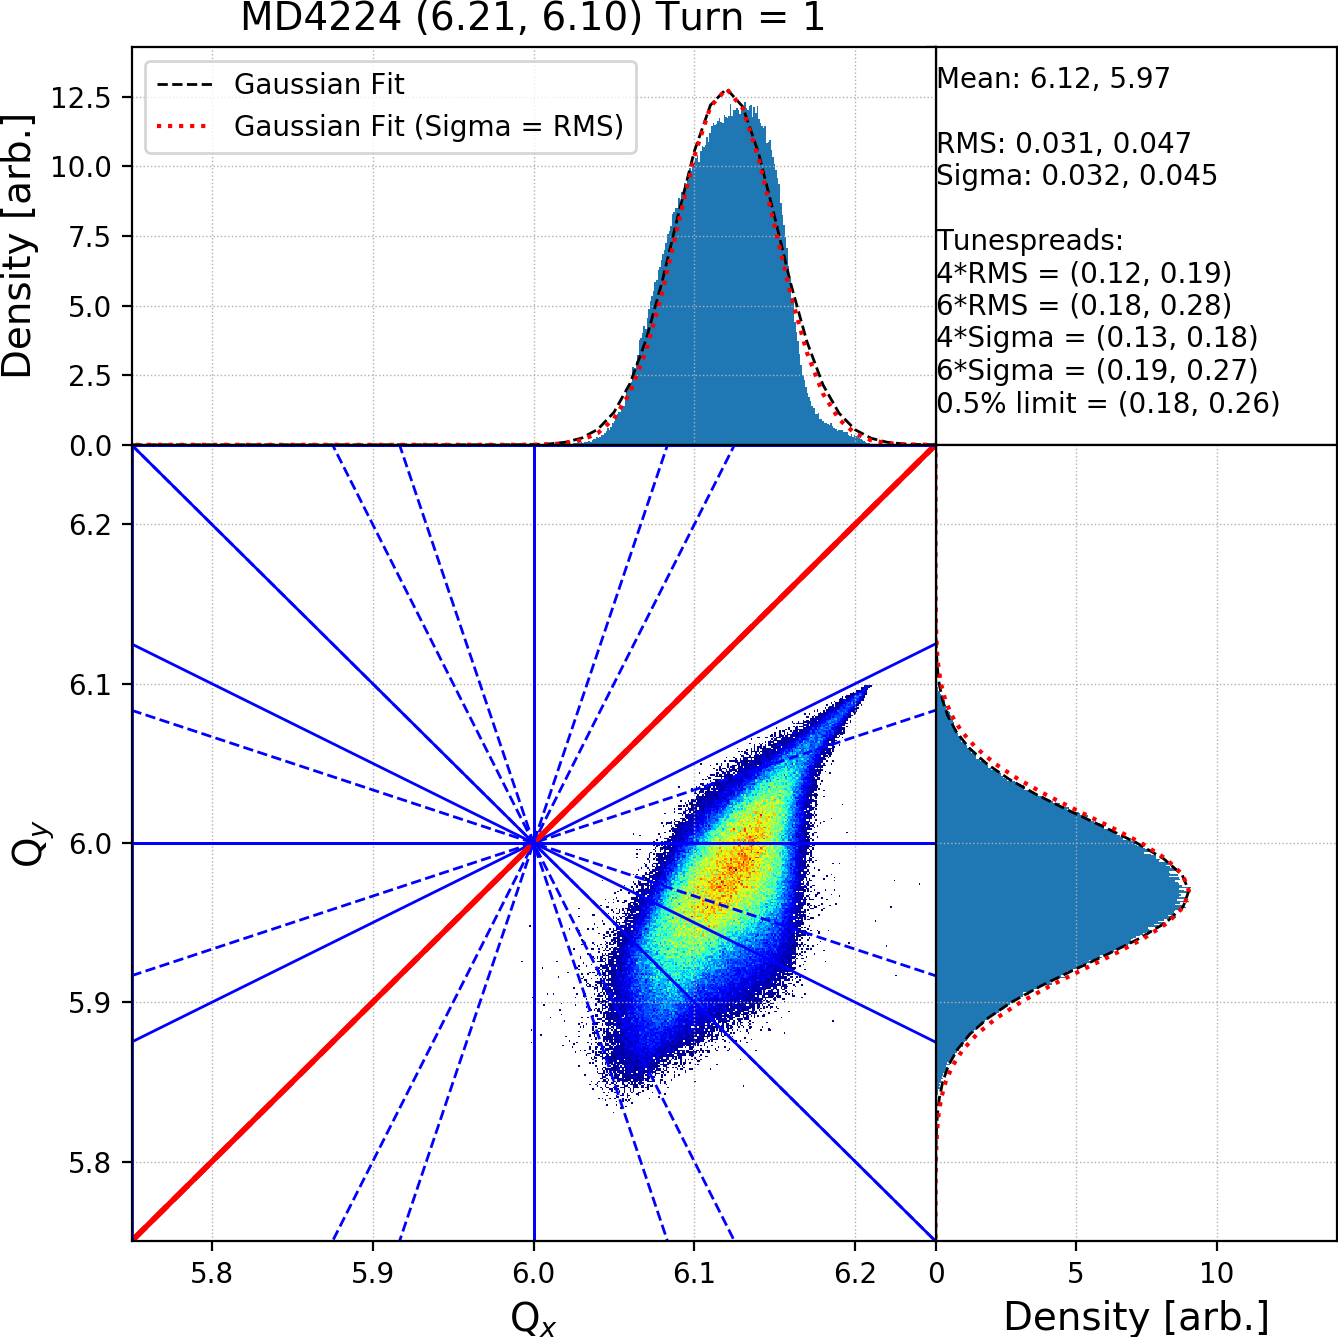 MD4224 (6.21, 6.10) Turn = 1
Density [arb.]
12.5
10.0
7.5
5.0
2.5
0.0
Gaussian Fit
Gaussian Fit (Sigma = RMS)
Mean: 6.12, 5.97
RMS: 0.031, 0.047
Sigma: 0.032, 0.045
Tunespreads:
4*RMS = (0.12, 0.19)
6*RMS = (0.18, 0.28)
4*Sigma = (0.13, 0.18)
6*Sigma = (0.19, 0.27)
0.5% limit = (0.18, 0.26)
Qy
6.2
6.1
6.0
5.9
5.8
5.8 5.9 6.0 6.1 6.2
Qx
0 5 10
Density [arb.]